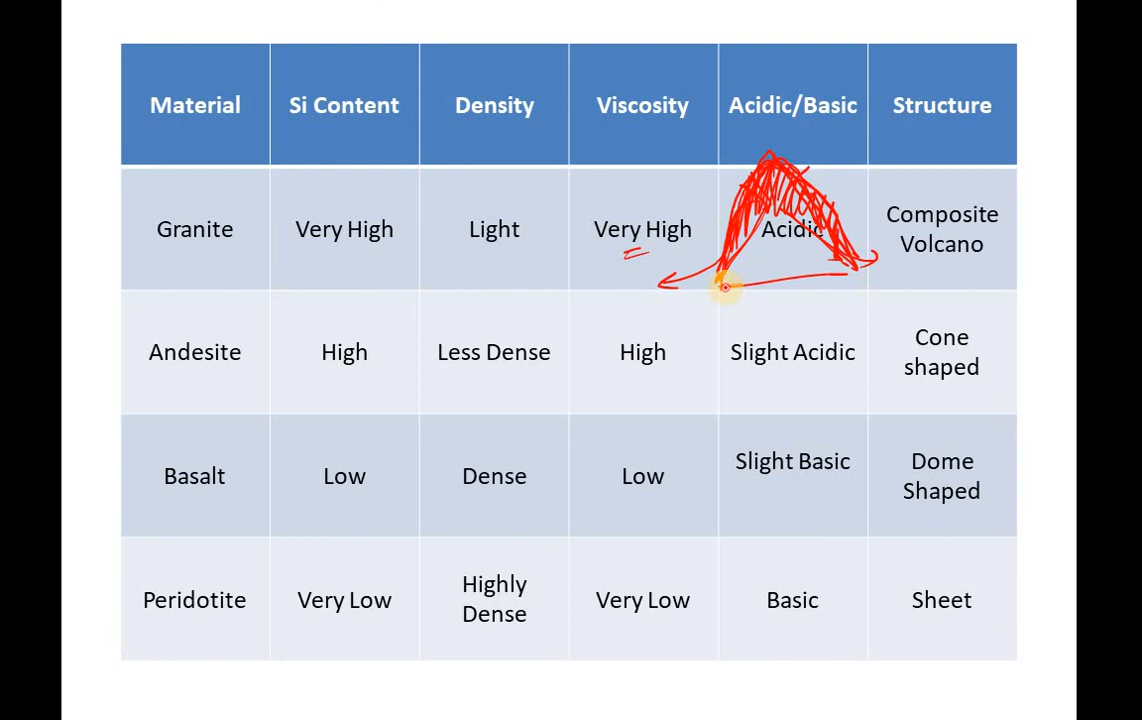 Material Si Content Density Viscosity Acidic/Basic Structure
Granite Very High Light Very High Acidic Composite Volcano
Andesite High Less Dense High Slight Acidic Cone shaped
Basalt Low Dense Low Slight Basic Dome Shaped
Peridotite Very Low Highly Dense Very Low Basic Sheet